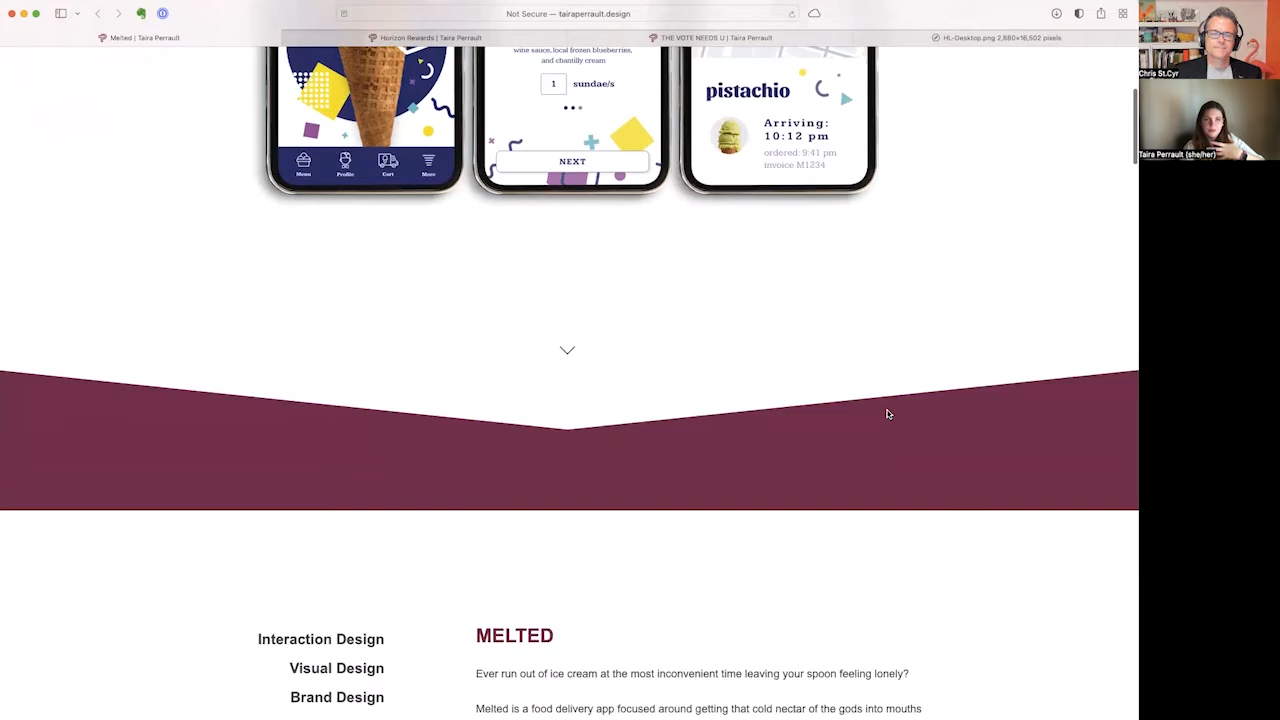 Not Secure — tairaperrault.design
Melted | Taira Perrault
Horizon Rewards | Taira Perrault
THE VOTE NEEDS U | Taira Perrault
HL-Desktop.png 2,880×16,502 pixels
Chris St.Cyr
Taira Perrault (she/her)
Menu
Profile
Cart
More
wine sauce, local frozen blueberries,
and chantilly cream
1 sundae/s
NEXT
pistachio
Arriving:
10:12 pm
ordered: 9:41 pm
invoice M1234
Interaction Design
Visual Design
Brand Design
MELTED
Ever run out of ice cream at the most inconvenient time leaving your spoon feeling lonely?
Melted is a food delivery app focused around getting that cold nectar of the gods into mouths